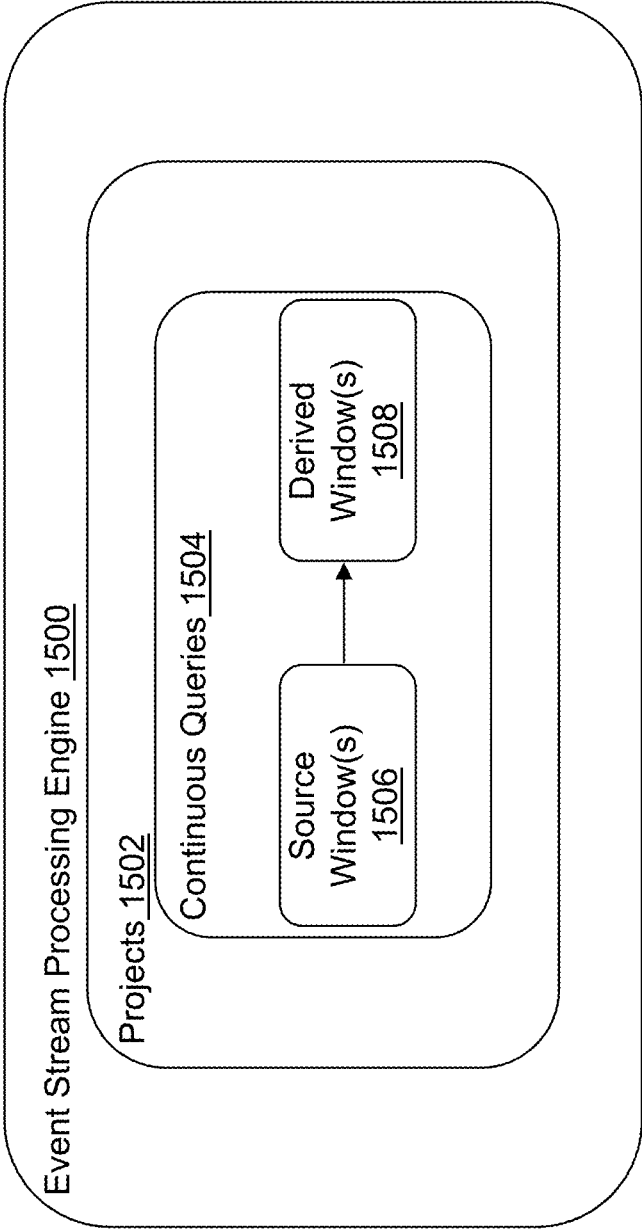 Event Stream Processing Engine 1500
Projects 1502
Continuous Queries 1504
Source
Window(s)
1506
Derived
Window(s)
1508